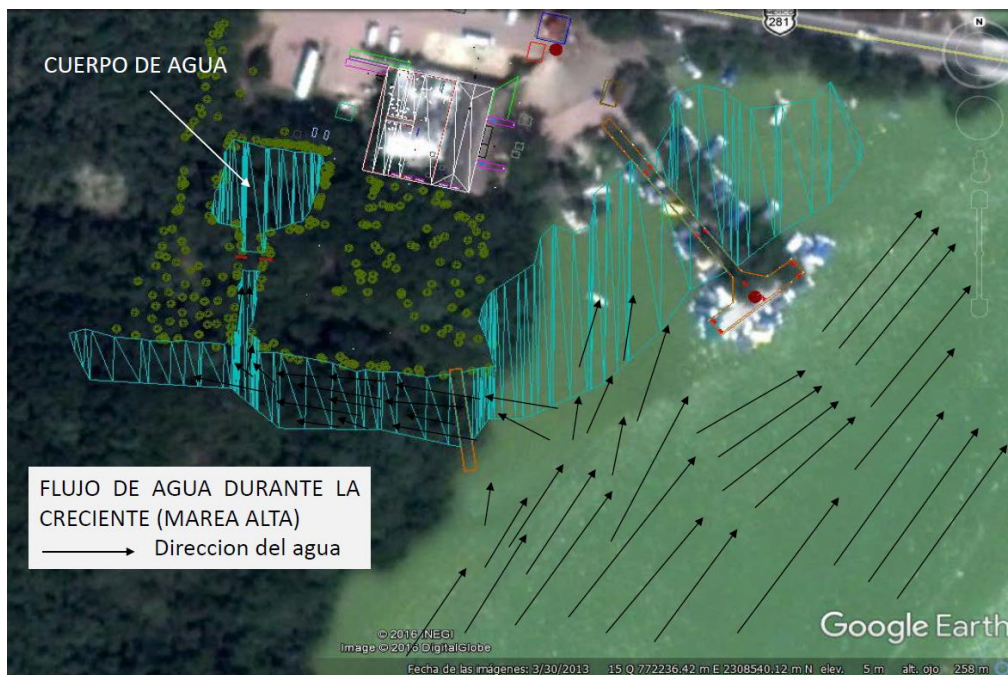 281
N
CUERPO DE AGUA
FLUJO DE AGUA DURANTE LA
CRECIENTE (MAREA ALTA)
Direccion del agua
© 2016 INEGI
Image © 2016 DigitalGlobe
Google Earth
Fecha de las imágenes: 3/30/2013 15 Q 772236.42 m E 2308540.12 m N elev. 5 m alt. ojo 258 m